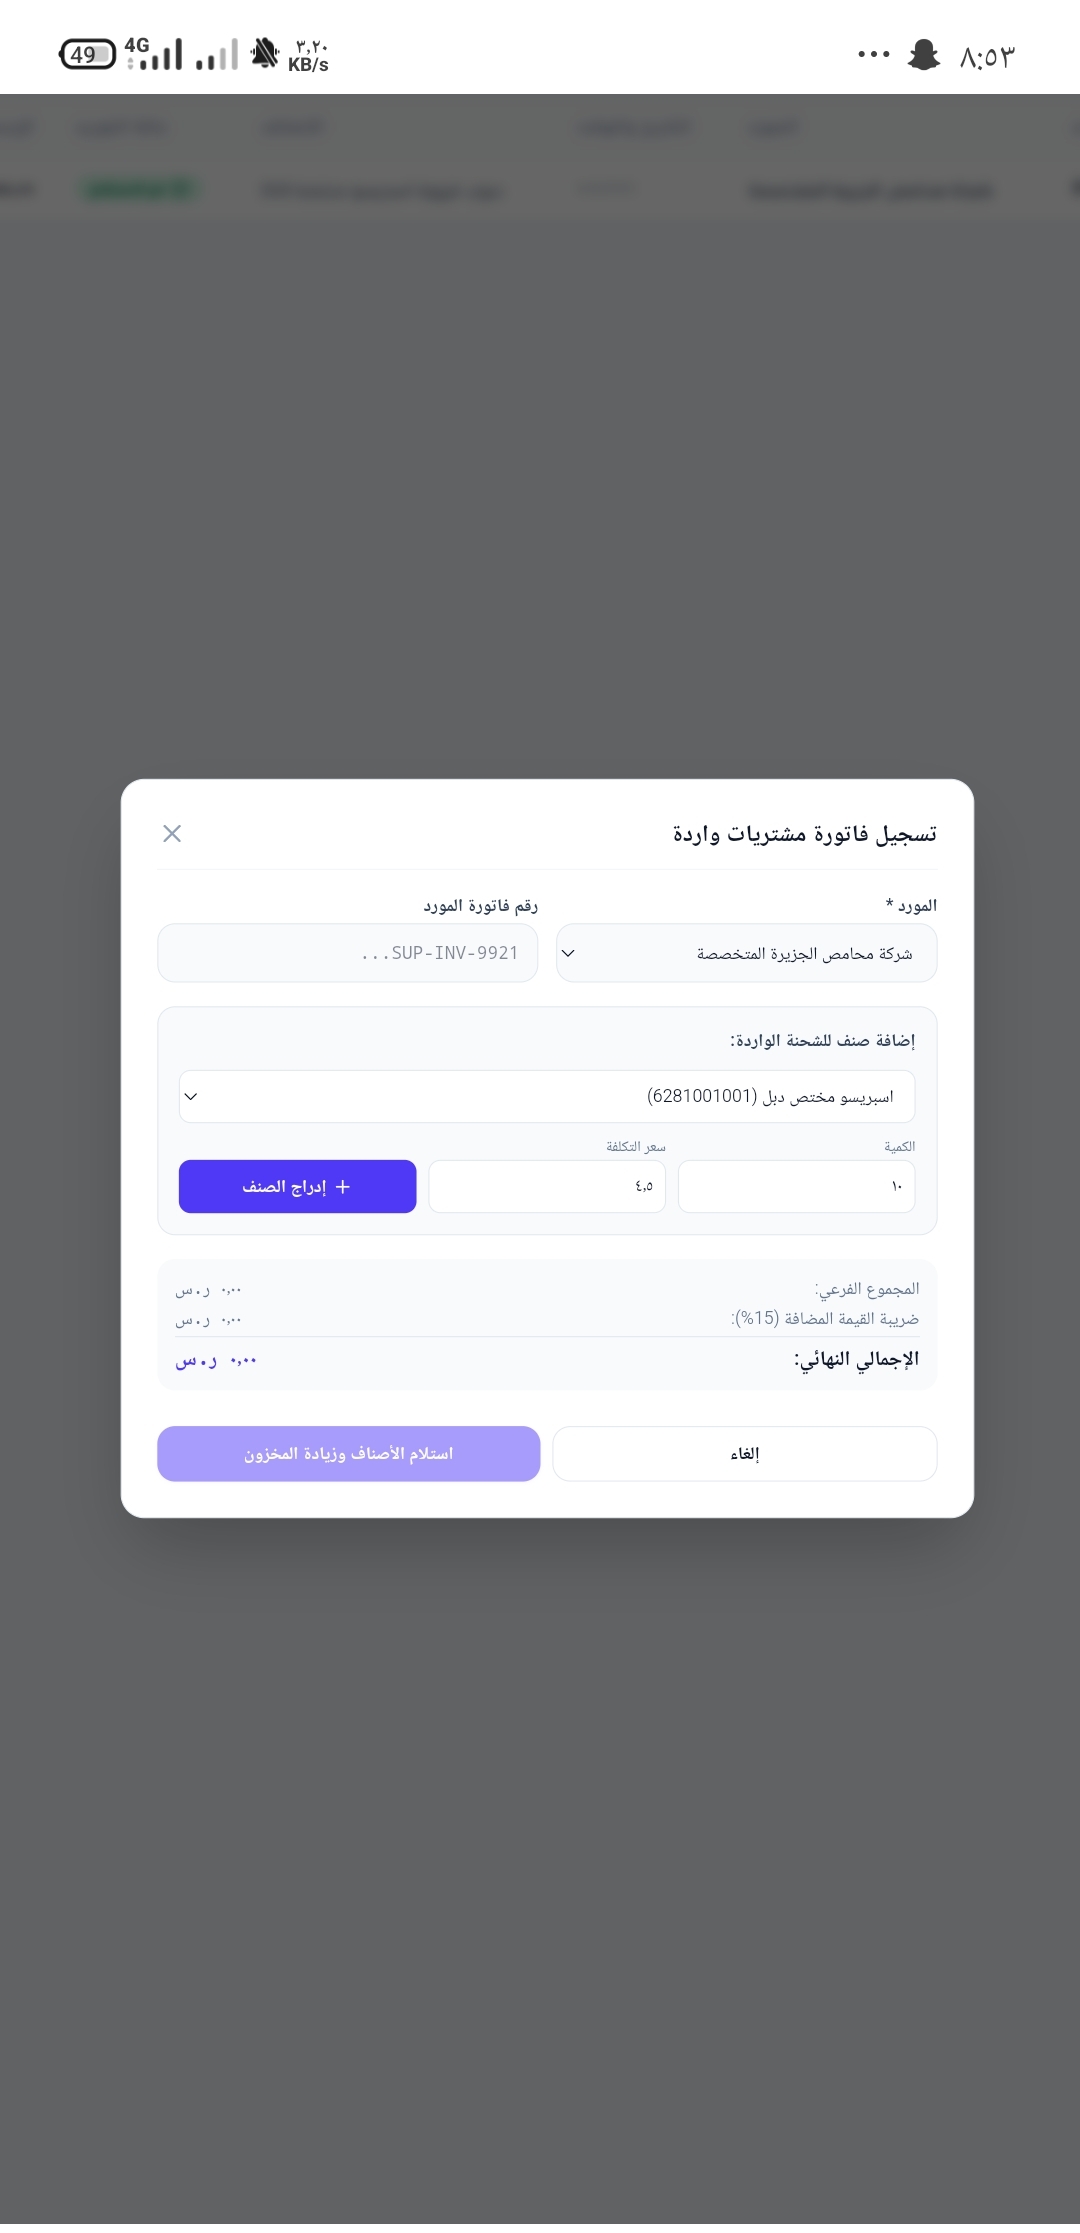 ٨:٥٣
٣,٢٠ KB/s
4G
49
تسجيل فاتورة مشتريات واردة
المورد *
رقم فاتورة المورد
شركة محامص الجزيرة المتخصصة
SUP-INV-9921...
إضافة صنف للشحنة الواردة:
اسبريسو مختص دبل (6281001001)
الكمية
سعر التكلفة
١٠
٤,٥
+ إدراج الصنف
المجموع الفرعي:
٠,٠٠ ر.س
ضريبة القيمة المضافة (15%):
٠,٠٠ ر.س
الإجمالي النهائي:
٠,٠٠ ر.س
إلغاء
استلام الأصناف وزيادة المخزون